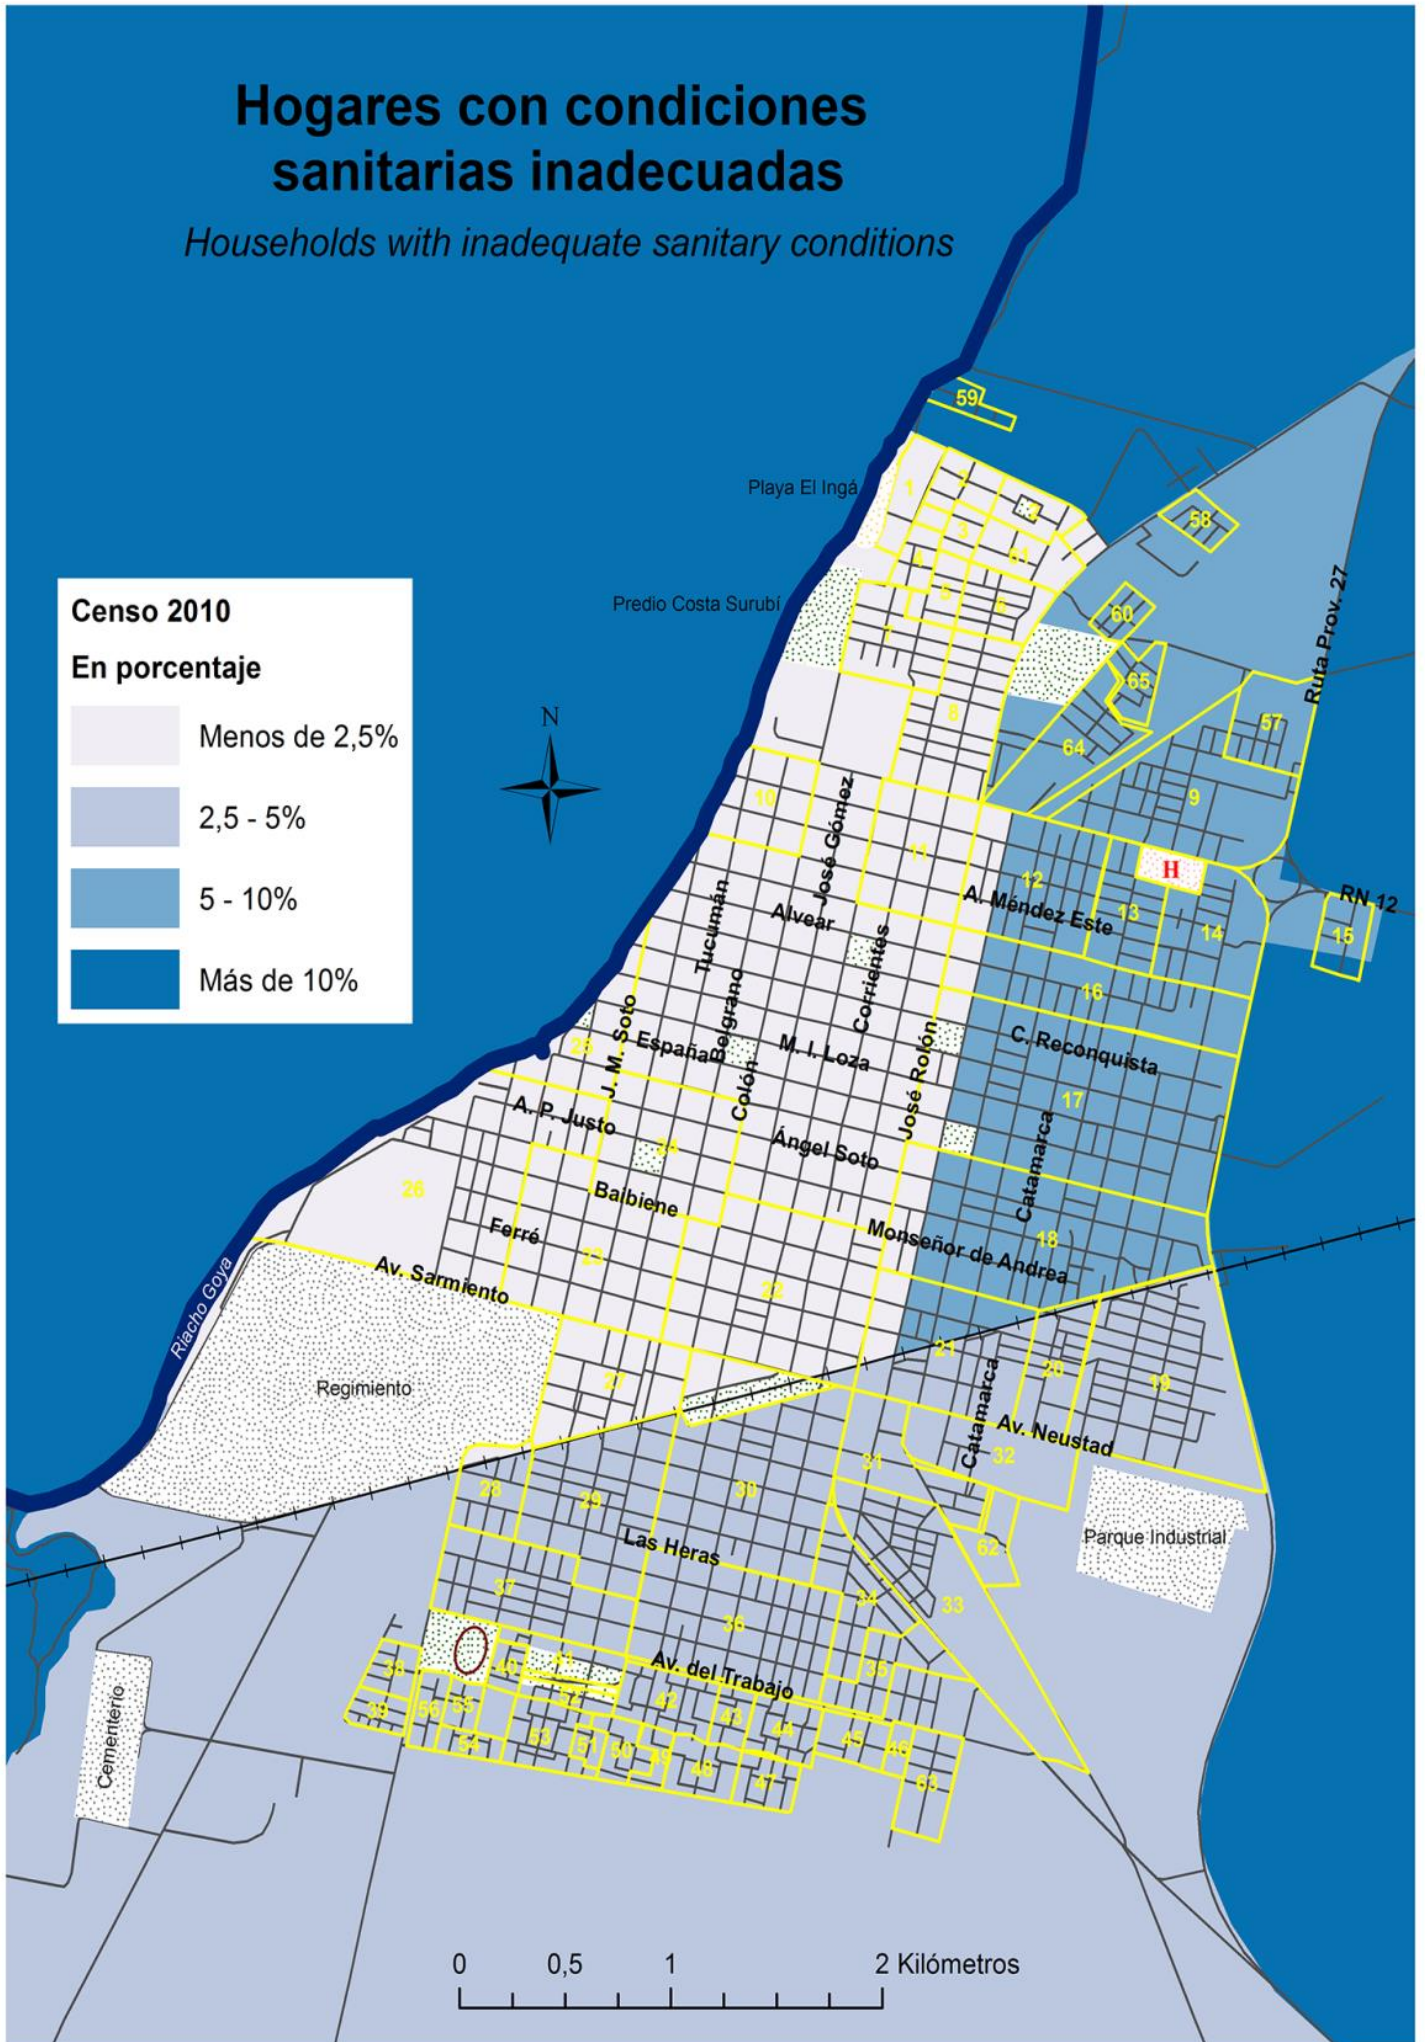 Hogares con condiciones
sanitarias inadecuadas
Households with inadequate sanitary conditions
Censo 2010
En porcentaje
Menos de 2,5%
2,5 - 5%
5 - 10%
Más de 10%
N
59
Playa El Ingá
1
2
3
61
4
58
Predio Costa Surubí
5
6
7
60
Ruta Prov. 27
65
8
64
57
9
10
José Gómez
11
12
H
A. Méndez Este
13
14
RN 12
15
Alvear
Tucumán
Corrientes
16
Belgrano
J. M. Soto
25
España
M. I. Loza
José Rolón
C. Reconquista
17
Colón
A. P. Justo
24
Ángel Soto
Catamarca
26
Baibiene
Ferré
23
Monseñor de Andrea
18
Av. Sarmiento
22
Riacho Goya
Regimiento
27
21
20
19
Catamarca
Av. Neustad
31
32
28
29
30
Las Heras
62
Parque Industrial
37
36
34
33
38
40
41
Av. del Trabajo
35
39
56
55
52
42
43
44
45
46
54
53
51
50
49
48
47
63
Cementerio
0 0,5 1 2 Kilómetros